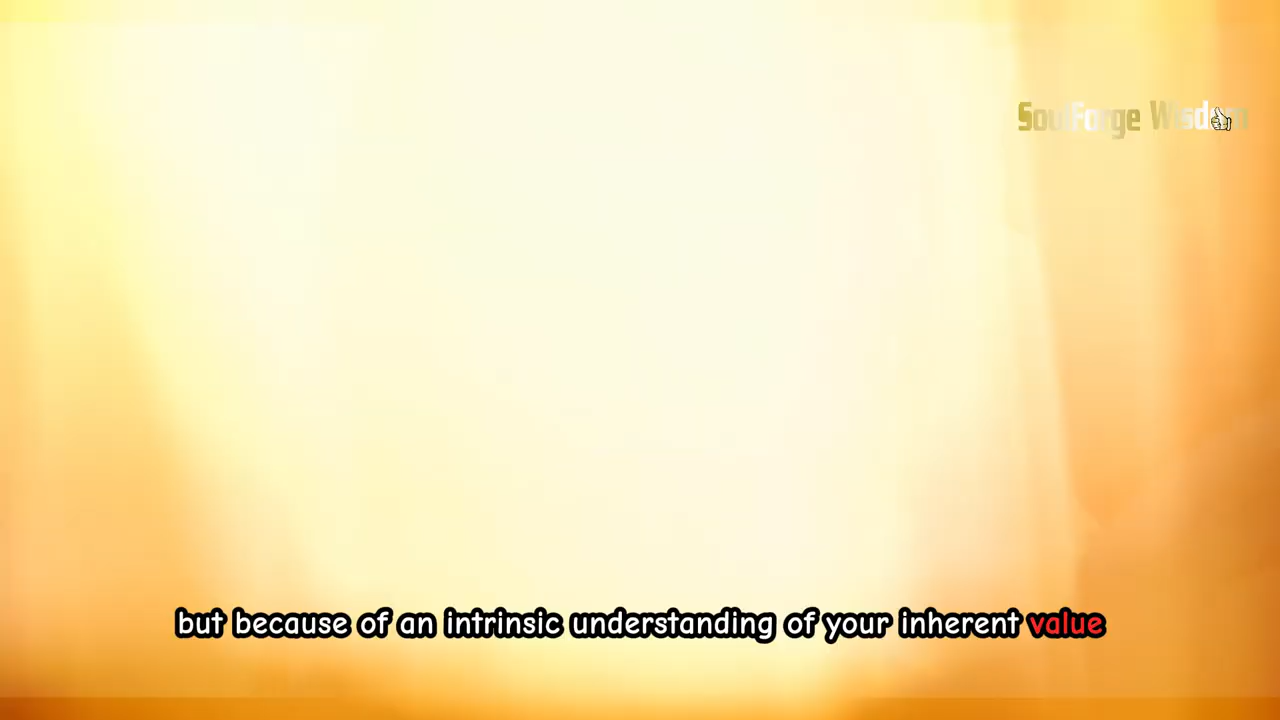 SoulForge Wisdom
but because of an intrinsic understanding of your inherent value